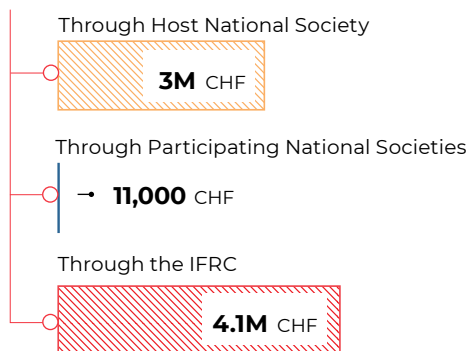 Through Host National Society
3M CHF
Through Participating National Societies
11,000 CHF
Through the IFRC
4.1M CHF